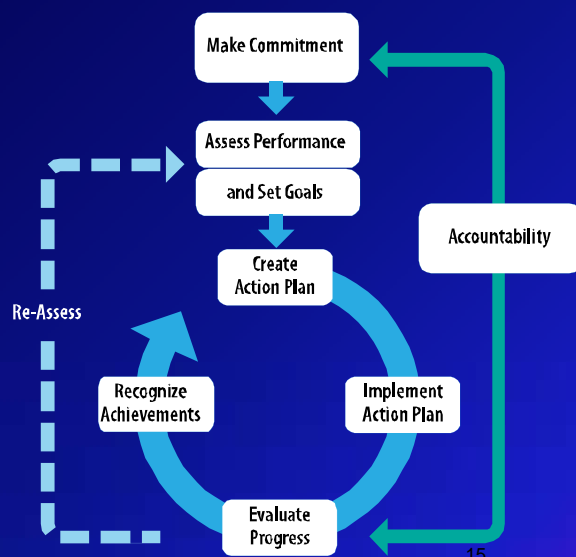 Make Commitment
Assess Performance
and Set Goals
Accountability
Create
Action Plan
Re-Assess
Recognize
Achievements
Implement
Action Plan
Evaluate
Progress
15